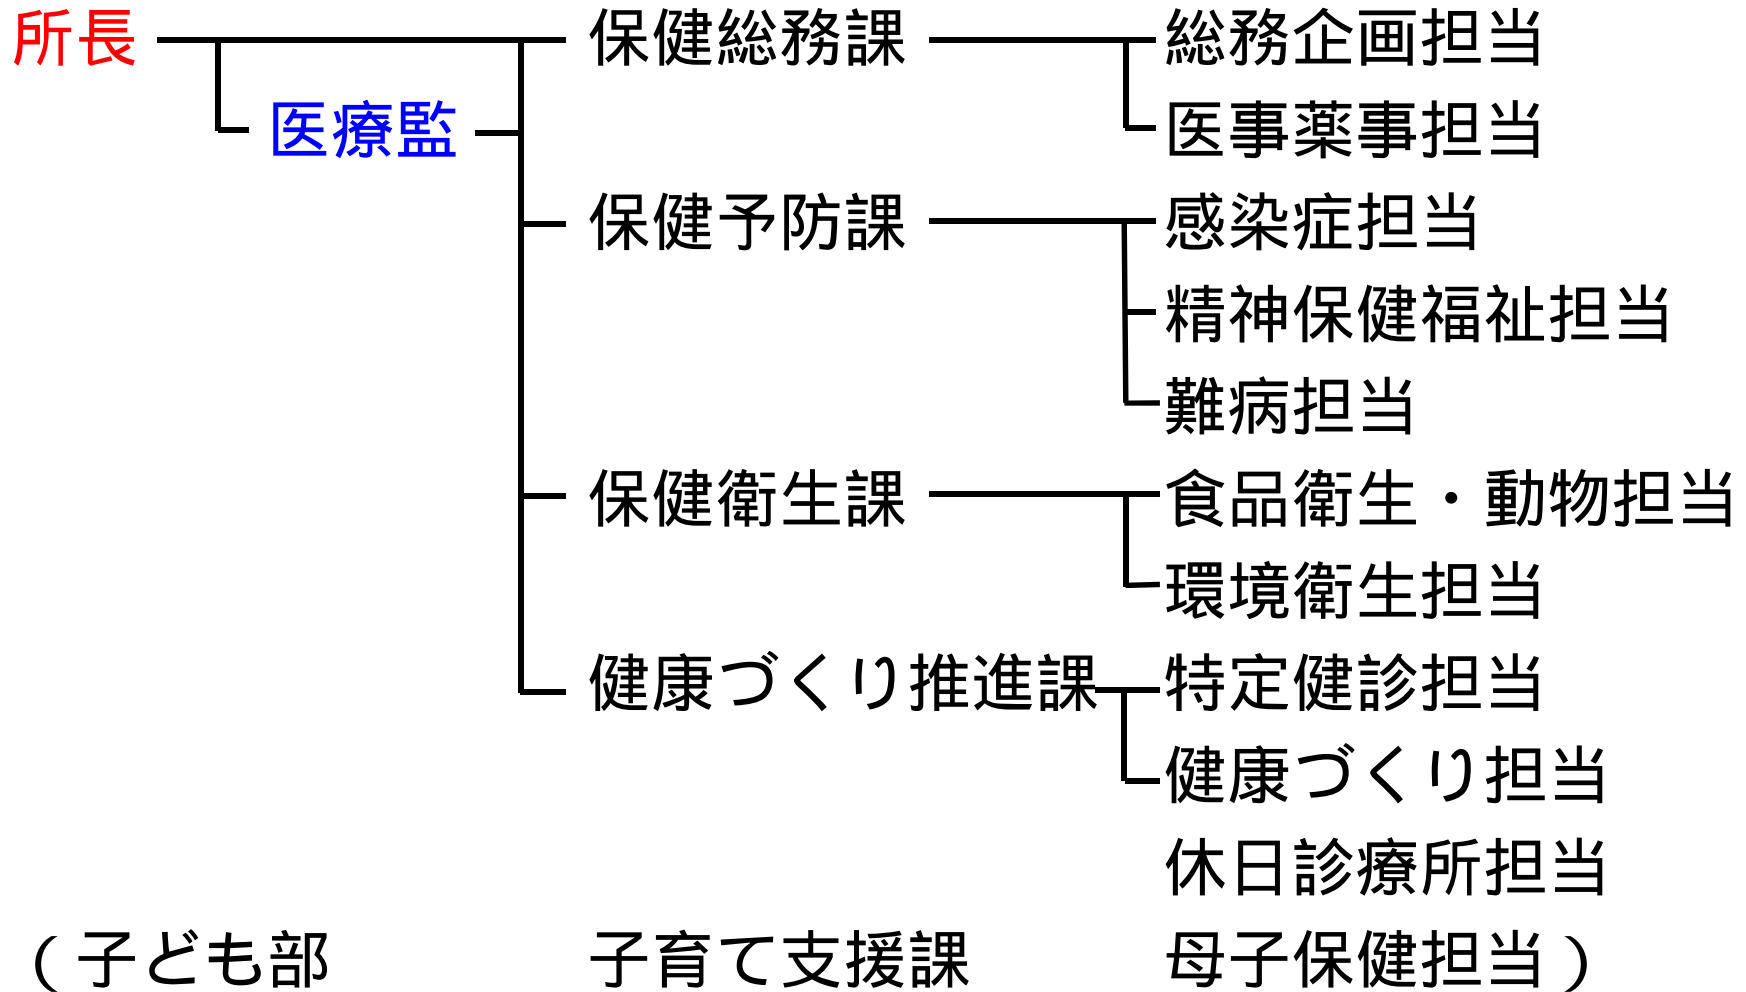 所長 保健総務課 総務企画担当
医療監 医事薬事担当
保健予防課 感染症担当
精神保健福祉担当
難病担当
保健衛生課 食品衛生・動物担当
環境衛生担当
健康づくり推進課 特定健診担当
健康づくり担当
休日診療所担当
（子ども部 子育て支援課 母子保健担当）